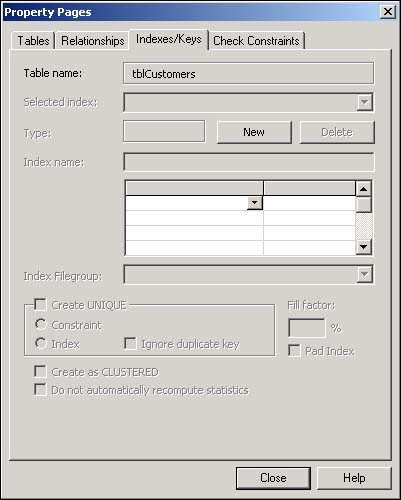 Property Pages
Tables Relationships Indexes/Keys Check Constraints
Table name: tblCustomers
Selected index:
Type: New Delete
Index name:
Index Filegroup:
Create UNIQUE Fill factor:
Constraint %
Index Ignore duplicate key Pad Index
Create as CLUSTERED
Do not automatically recompute statistics
Close Help